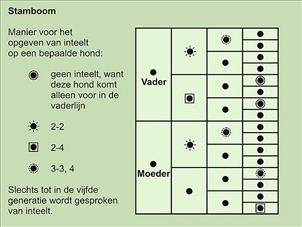 Stamboom
Manier voor het
opgeven van inteelt
op een bepaalde hond:
geen inteelt, want
deze hond komt
alleen voor in de
vaderlijn
2-2
2-4
3-3, 4
Slechts tot in de vijfde
generatie wordt gesproken
van inteelt.
Vader
Moeder